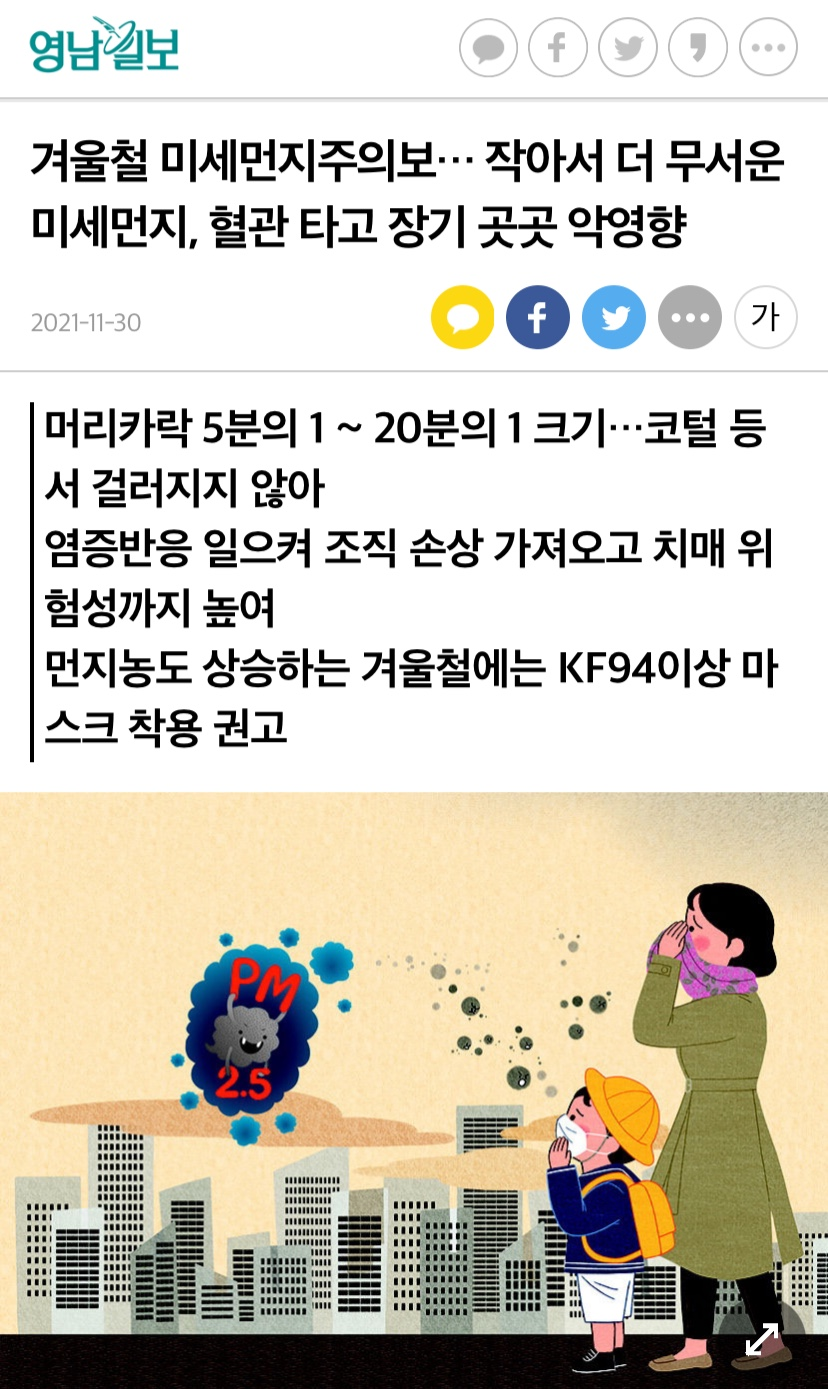 영남일보
겨울철 미세먼지주의보… 작아서 더 무서운
미세먼지, 혈관 타고 장기 곳곳 악영향
2021-11-30
가
머리카락 5분의 1 ~ 20분의 1 크기…코털 등
서 걸러지지 않아
염증반응 일으켜 조직 손상 가져오고 치매 위
험성까지 높여
먼지농도 상승하는 겨울철에는 KF94이상 마
스크 착용 권고
PM
2.5